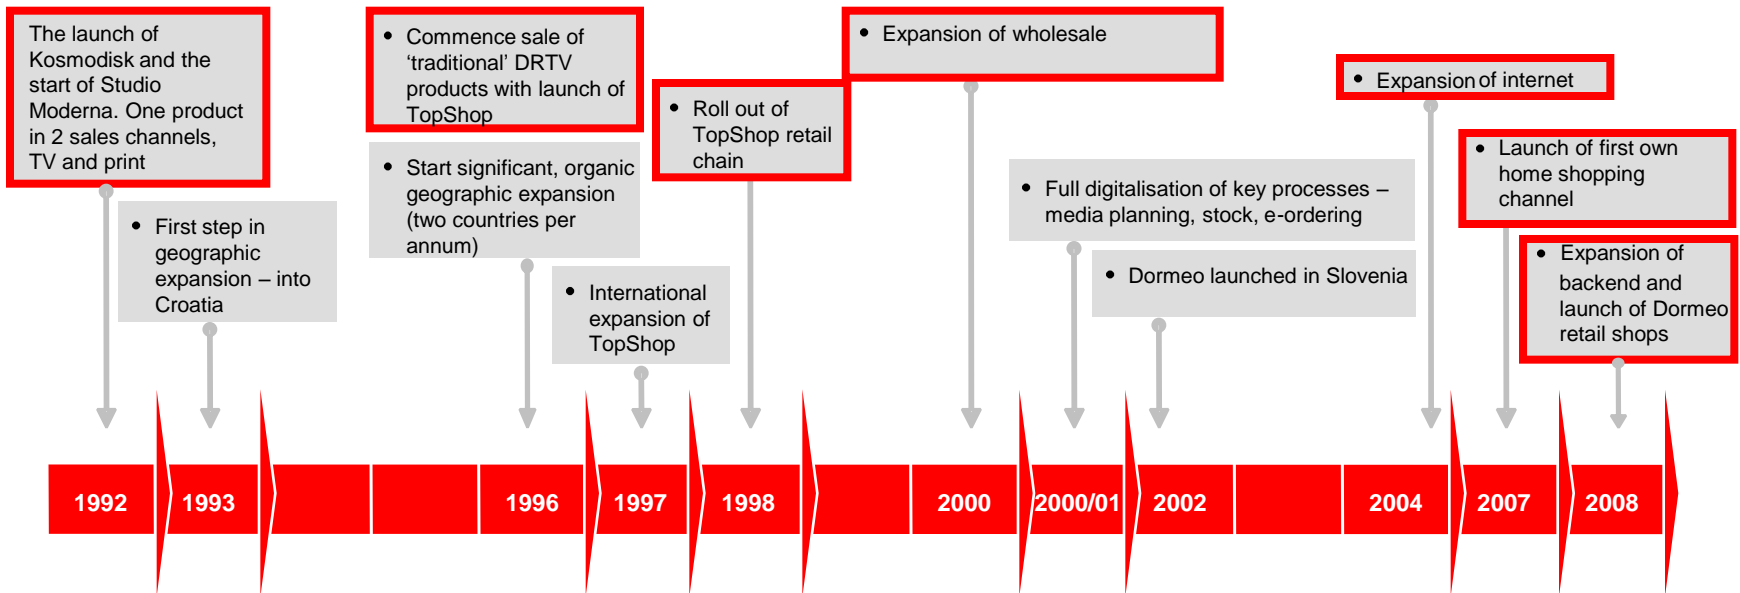 The launch of
Kosmodisk and the
start of Studio
Moderna. One product
in 2 sales channels,
TV and print
• First step in
geographic
expansion – into
Croatia
• Commence sale of
‘traditional’ DRTV
products with launch of
TopShop
• Start significant, organic
geographic expansion
(two countries per
annum)
• International
expansion of
TopShop
• Roll out of
TopShop retail
chain
• Expansion of wholesale
• Full digitalisation of key processes –
media planning, stock, e-ordering
• Dormeo launched in Slovenia
• Expansion of internet
• Launch of first own
home shopping
channel
• Expansion of
backend and
launch of Dormeo
retail shops
1992
1993
1996
1997
1998
2000
2000/01
2002
2004
2007
2008